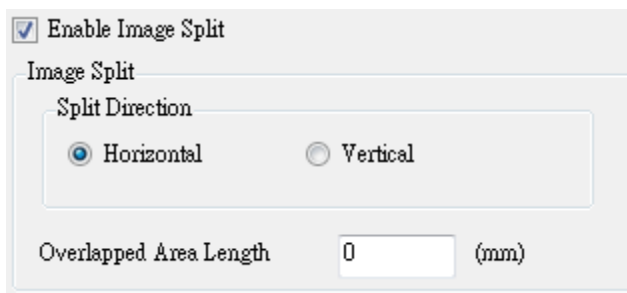 Enable Image Split
Image Split
Split Direction
Horizontal Vertical
Overlapped Area Length 0 (mm)